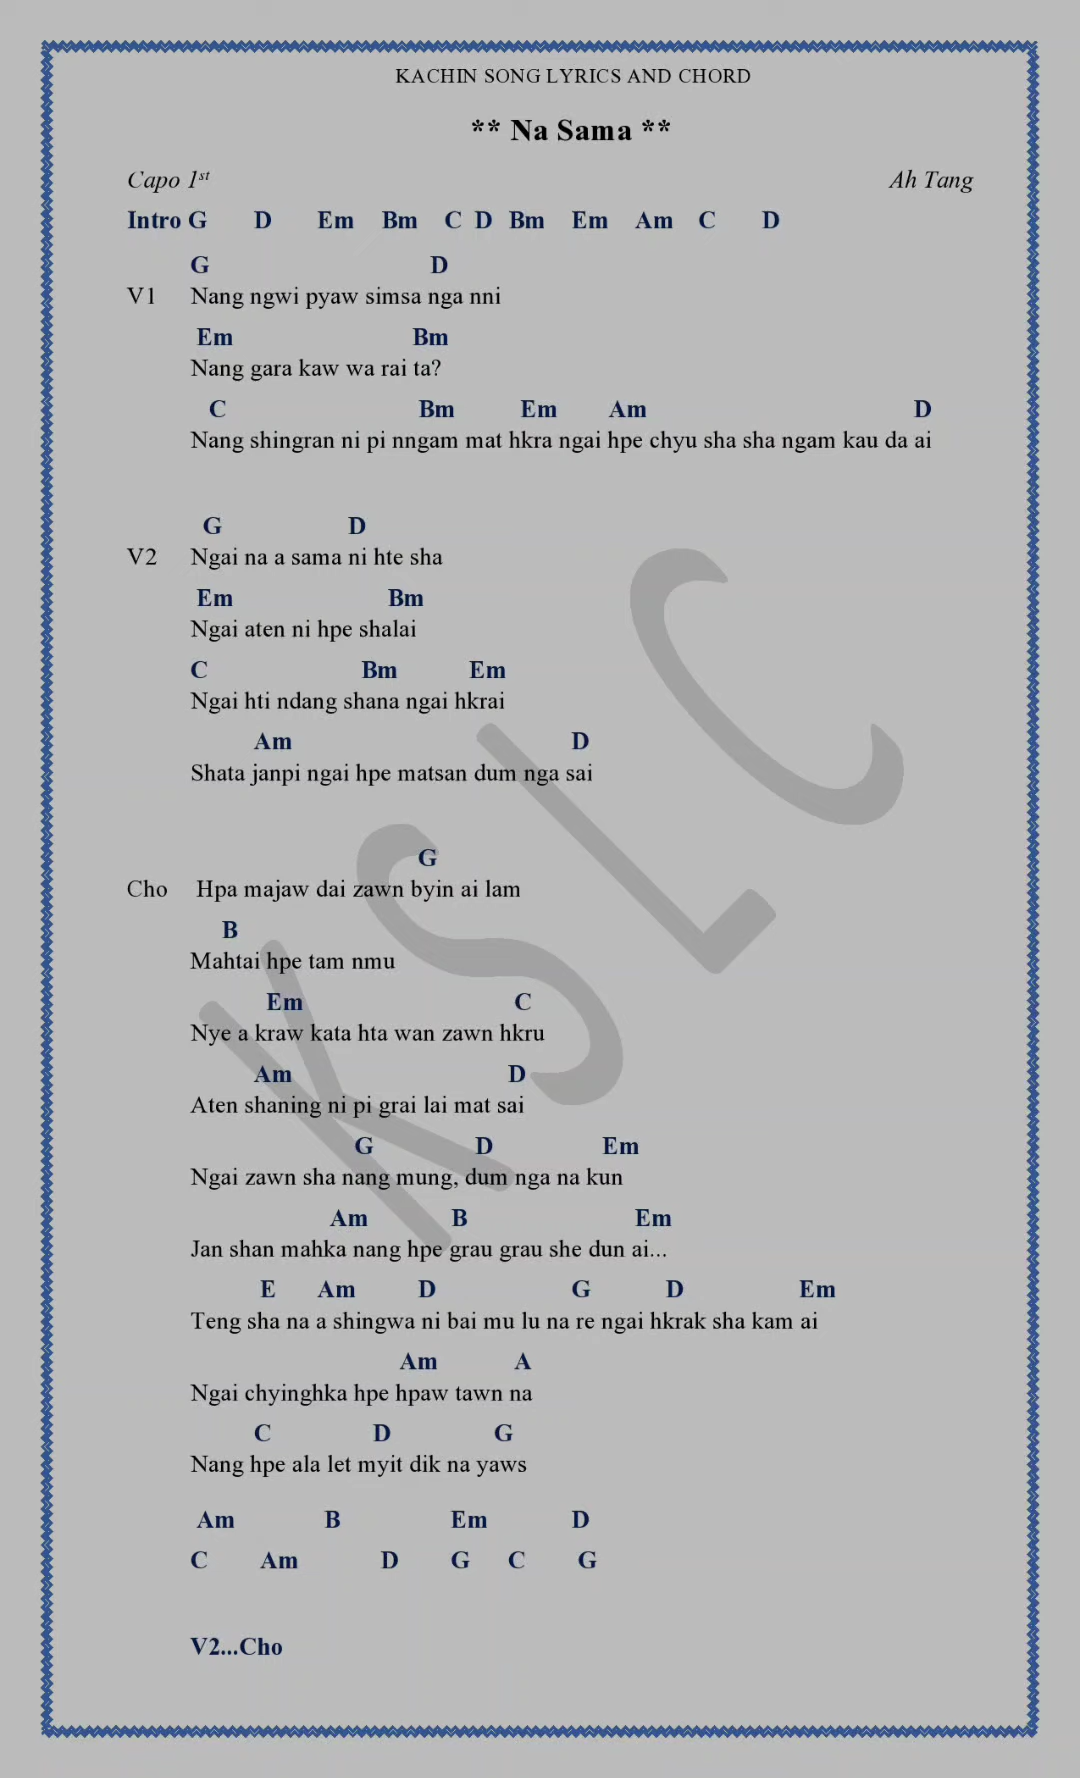 KACHIN SONG LYRICS AND CHORD
** Na Sama **
Capo 1st Ah Tang
Intro G D Em Bm C D Bm Em Am C D
G D
V1 Nang ngwi pyaw simsa nga nni
Em Bm
Nang gara kaw wa rai ta?
C Bm Em Am D
Nang shingran ni pi nngam mat hkra ngai hpe chyu sha sha ngam kau da ai
G D
V2 Ngai na a sama ni hte sha
Em Bm
Ngai aten ni hpe shalai
C Bm Em
Ngai hti ndang shana ngai hkrai
Am D
Shata janpi ngai hpe matsan dum nga sai
G
Cho Hpa majaw dai zawn byin ai lam
B
Mahtai hpe tam nmu
Em C
Nye a kraw kata hta wan zawn hkru
Am D
Aten shaning ni pi grai lai mat sai
G D Em
Ngai zawn sha nang mung, dum nga na kun
Am B Em
Jan shan mahka nang hpe grau grau she dun ai...
E Am D G D Em
Teng sha na a shingwa ni bai mu lu na re ngai hkrak sha kam ai
Am A
Ngai chyinghka hpe hpaw tawn na
C D G
Nang hpe ala let myit dik na yaws
Am B Em D
C Am D G C G
V2...Cho
KSLC